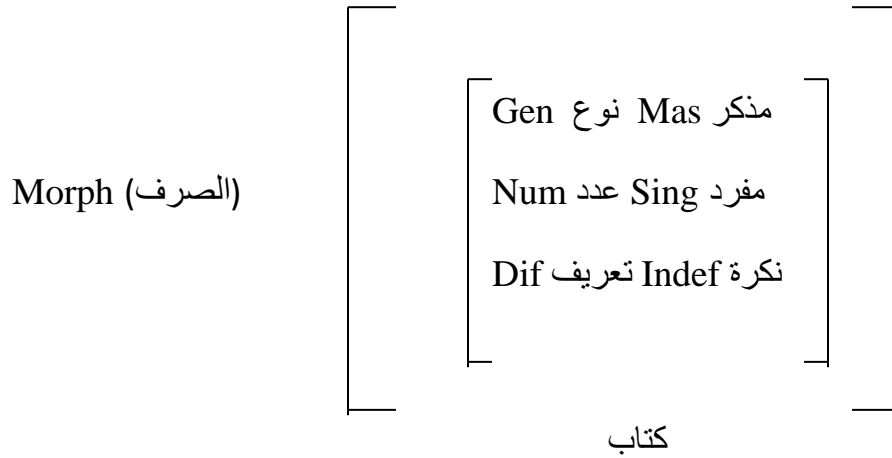 Gen نوع Mas مذكر
Morph (الصرف)
Num عدد Sing مفرد
Dif تعريف Indef نكرة
كتاب